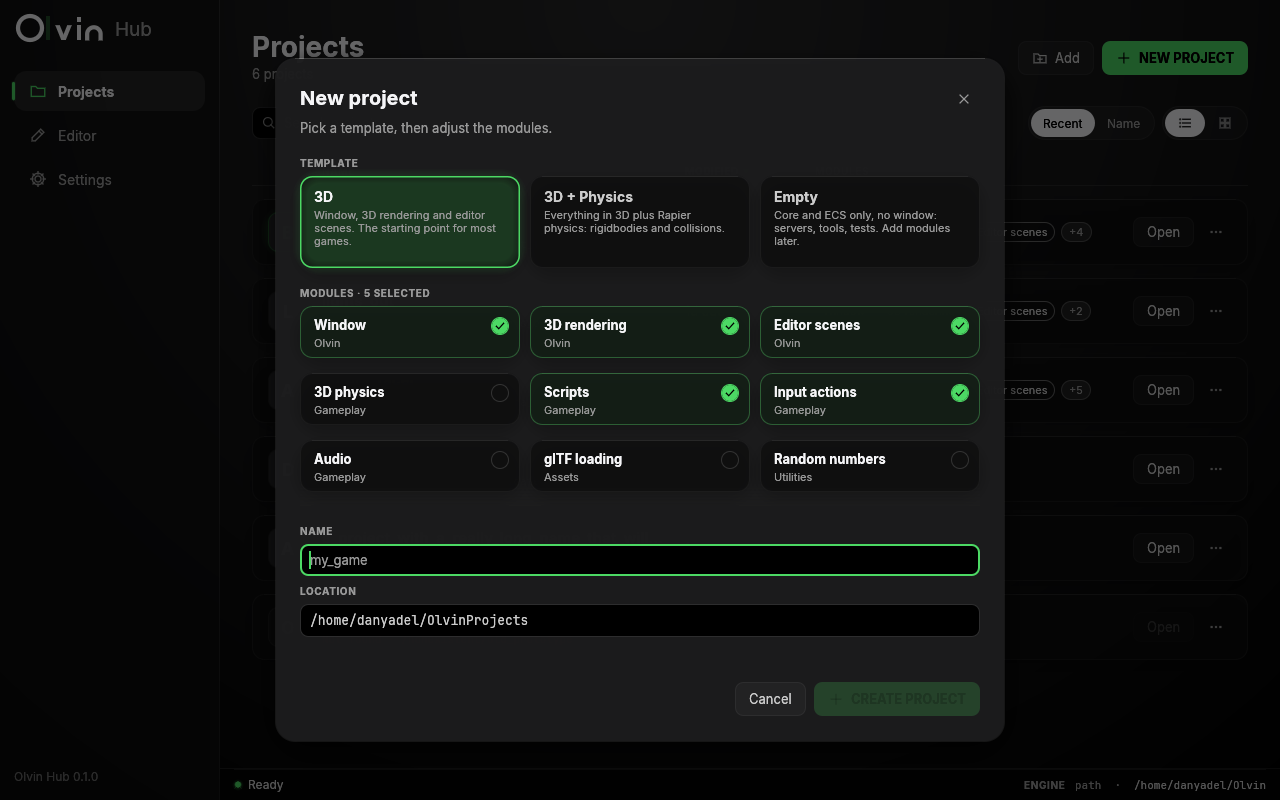 Olvin Hub
Projects
Editor
Settings
Olvin Hub 0.1.0
Projects
6 pr
Add
+ NEW PROJECT
Recent
Name
New project
Pick a template, then adjust the modules.
TEMPLATE
3D
Window, 3D rendering and editor
scenes. The starting point for most
games.
3D + Physics
Everything in 3D plus Rapier
physics: rigidbodies and collisions.
Empty
Core and ECS only, no window:
servers, tools, tests. Add modules
later.
MODULES · 5 SELECTED
Window
Olvin
3D rendering
Olvin
Editor scenes
Olvin
3D physics
Gameplay
Scripts
Gameplay
Input actions
Gameplay
Audio
Gameplay
glTF loading
Assets
Random numbers
Utilities
NAME
my_game
LOCATION
/home/danyadel/OlvinProjects
Cancel
+ CREATE PROJECT
r scenes +4 Open ···
r scenes +2 Open ···
r scenes +5 Open ···
Open ···
Open ···
Open ···
Ready
ENGINE path · /home/danyadel/Olvin